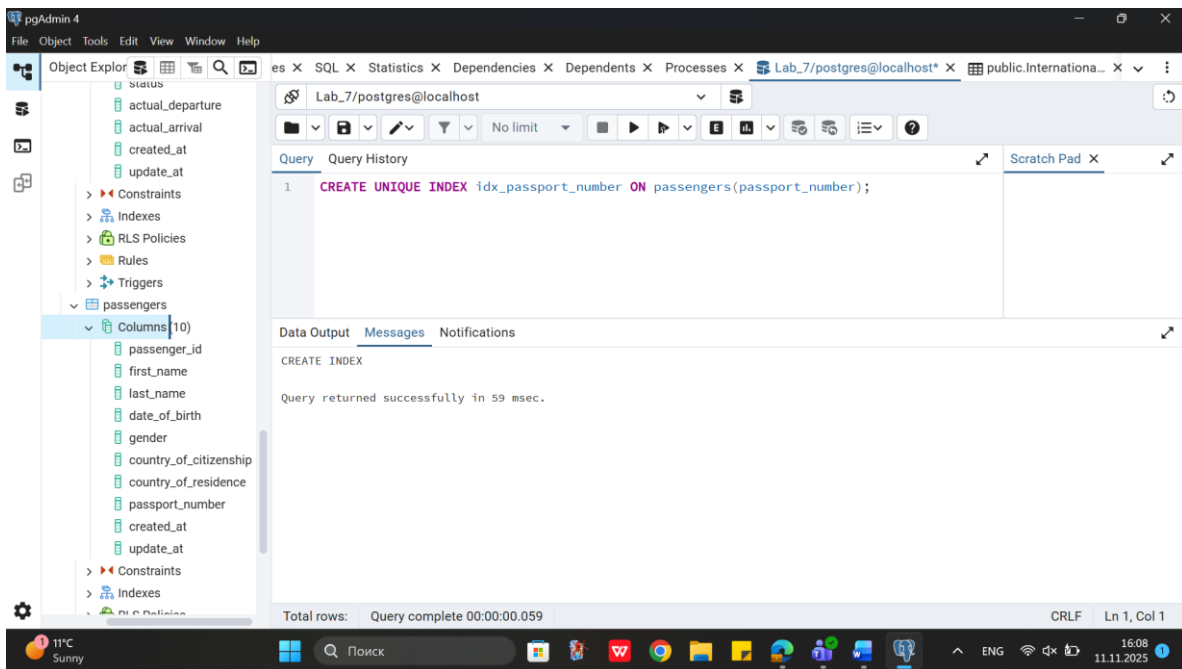 pgAdmin 4
File Object Tools Edit View Window Help
Object Explor
es X SQL X Statistics X Dependencies X Dependents X Processes X Lab_7/postgres@localhost* X public.Internationa... X
status
actual_departure
actual_arrival
created_at
update_at
Constraints
Indexes
RLS Policies
Rules
Triggers
passengers
Columns (10)
passenger_id
first_name
last_name
date_of_birth
gender
country_of_citizenship
country_of_residence
passport_number
created_at
update_at
Constraints
Indexes
RLS Policies
Lab_7/postgres@localhost
No limit
E
Query Query History
Scratch Pad X
1 CREATE UNIQUE INDEX idx_passport_number ON passengers(passport_number);
Data Output Messages Notifications
CREATE INDEX
Query returned successfully in 59 msec.
Total rows: Query complete 00:00:00.059 CRLF Ln 1, Col 1
1 11°C
Sunny
Поиск
ENG
16:08
11.11.2025
1